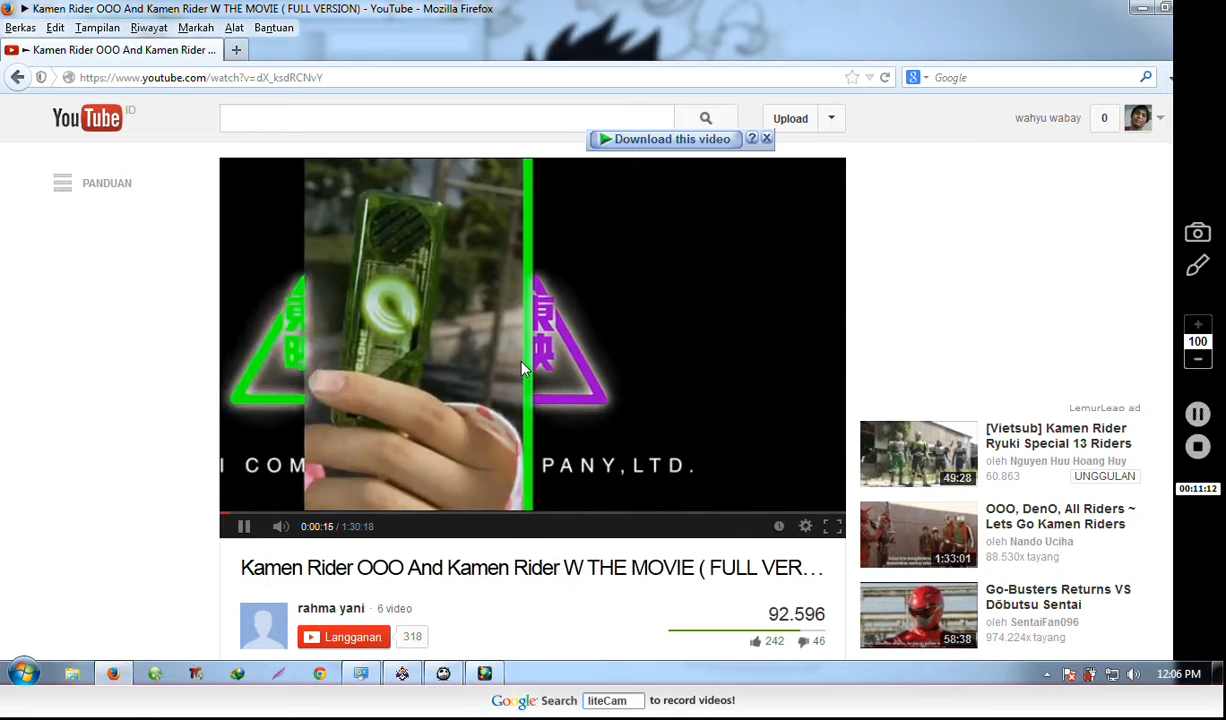 ► Kamen Rider OOO And Kamen Rider W THE MOVIE ( FULL VERSION) - YouTube - Mozilla Firefox
Berkas Edit Tampilan Riwayat Markah Alat Bantuan
► Kamen Rider OOO And Kamen Rider ... +
https://www.youtube.com/watch?v=dX_ksdRCNvY
Google
YouTube ID
Upload
wahyu wabay 0
Download this video ? X
PANDUAN
東映 東映
CYCLONE
I COM PANY,LTD.
0:00:15 / 1:30:18
Kamen Rider OOO And Kamen Rider W THE MOVIE ( FULL VER...
rahma yani · 6 video
Langganan 318
92.596
242 46
LemurLeap ad
[Vietsub] Kamen Rider
Ryuki Special 13 Riders
oleh Nguyen Huu Hoang Huy
60.863 UNGGULAN
49:28
OOO, DenO, All Riders ~
Lets Go Kamen Riders
oleh Nando Uciha
88.530x tayang
1:33:01
Go-Busters Returns VS
Dōbutsu Sentai
oleh SentaiFan096
974.224x tayang
58:38
100
00:11:12
12:06 PM
Google Search liteCam to record videos!